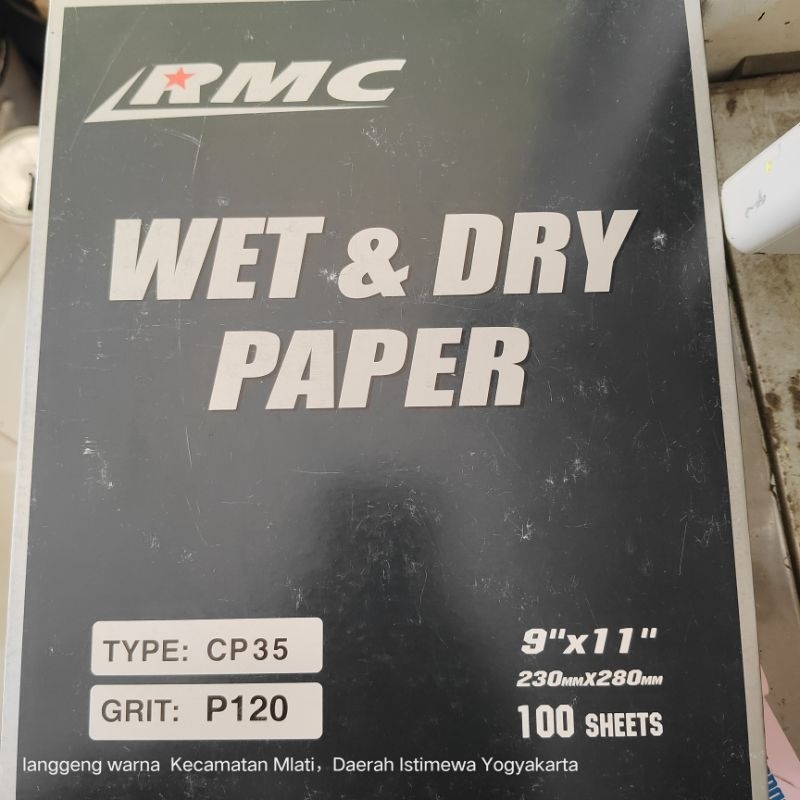 RMC
WET & DRY
PAPER
TYPE: CP35
GRIT: P120
9"x11"
230MMX280MM
100 SHEETS
langgeng warna Kecamatan Mlati, Daerah Istimewa Yogyakarta